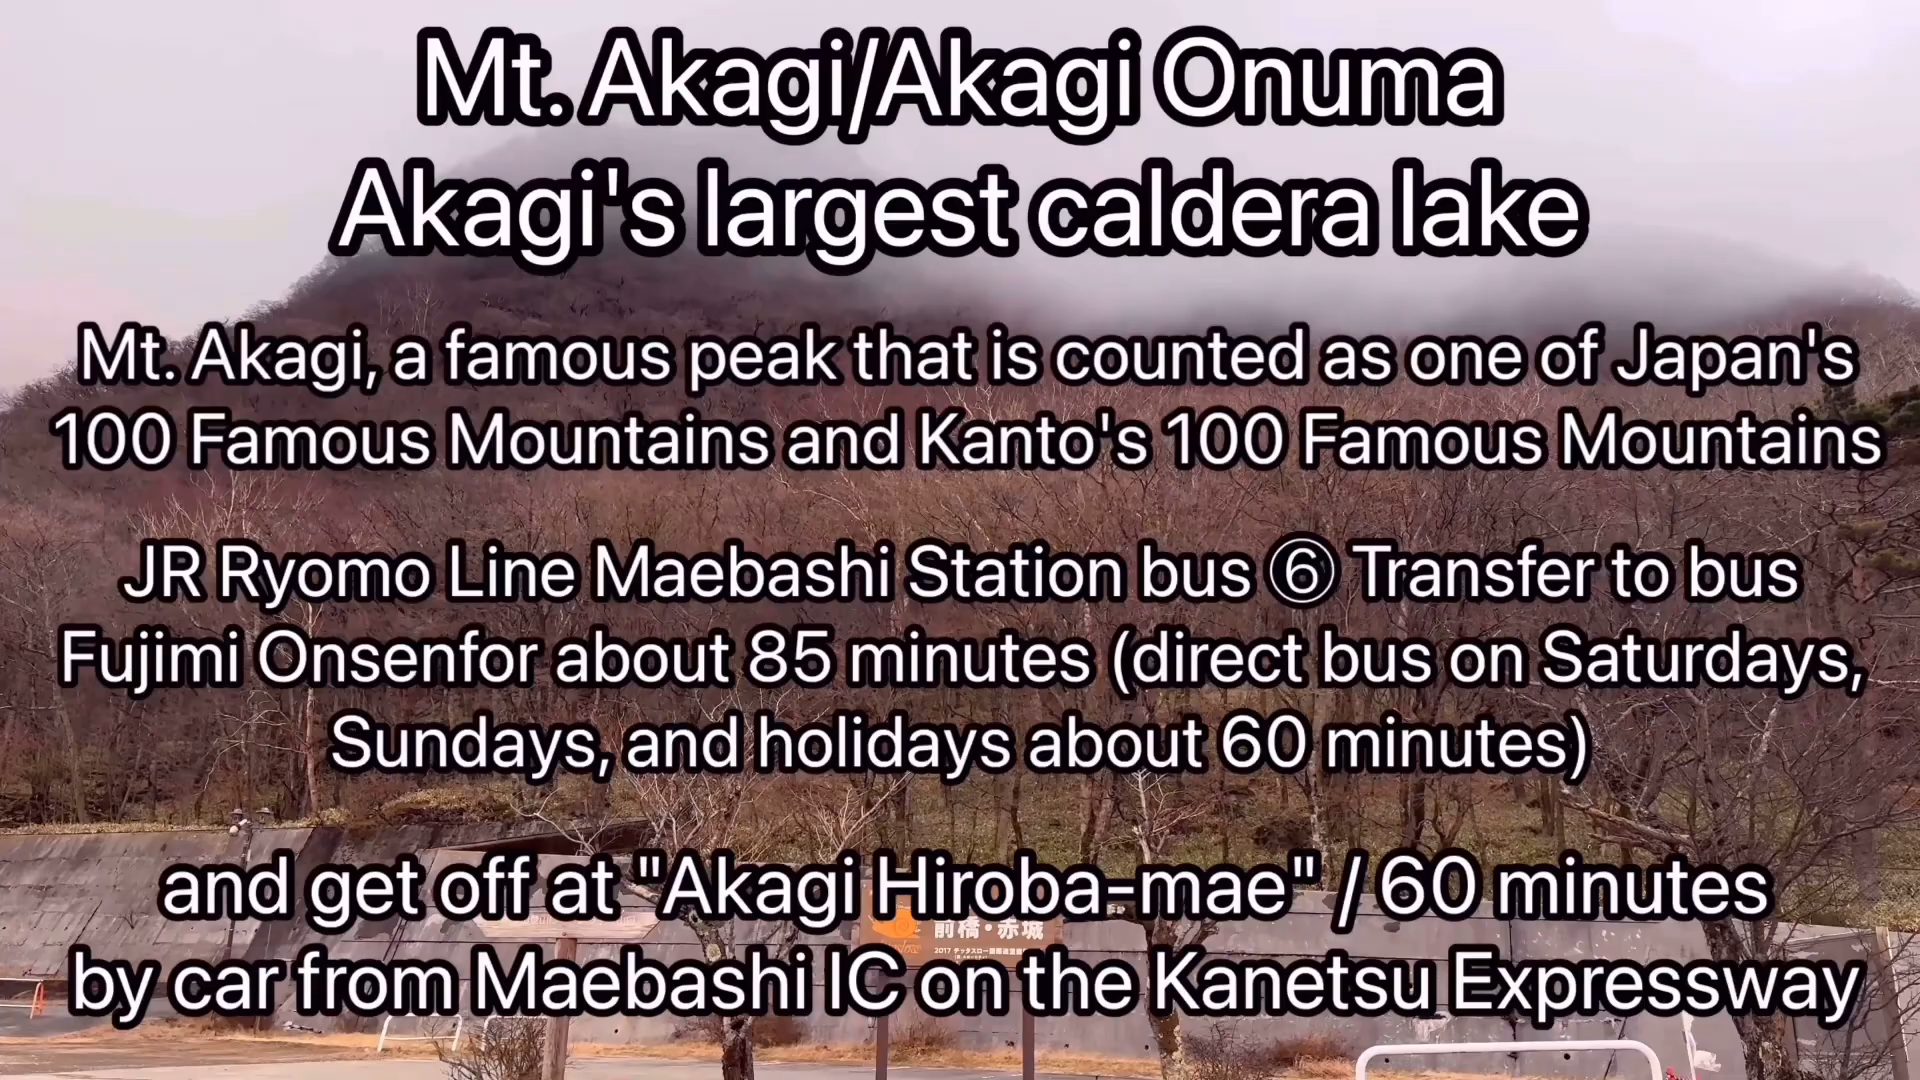 Mt. Akagi/Akagi Onuma
Akagi's largest caldera lake
Mt. Akagi, a famous peak that is counted as one of Japan's
100 Famous Mountains and Kanto's 100 Famous Mountains
JR Ryomo Line Maebashi Station bus ⑥ Transfer to bus
Fujimi Onsenfor about 85 minutes (direct bus on Saturdays,
Sundays, and holidays about 60 minutes)
and get off at "Akagi Hiroba-mae" / 60 minutes
前橋・赤城
by car from Maebashi IC on the Kanetsu Expressway